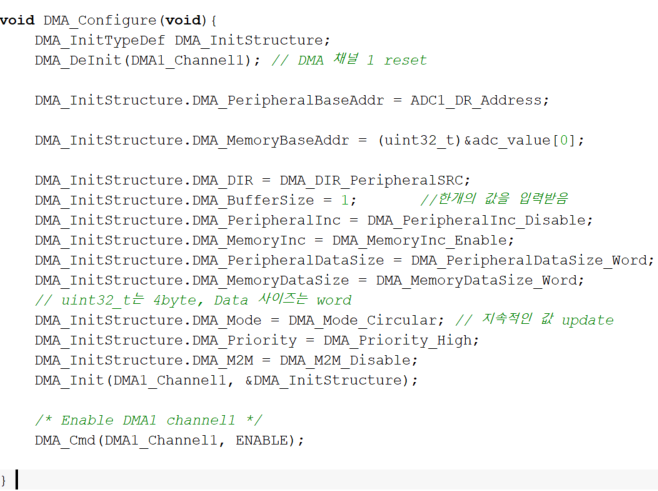 void DMA_Configure(void){
DMA_InitTypeDef DMA_InitStructure;
DMA_DeInit(DMA1_Channel1); // DMA 채널 1 reset
DMA_InitStructure.DMA_PeripheralBaseAddr = ADC1_DR_Address;
DMA_InitStructure.DMA_MemoryBaseAddr = (uint32_t)&adc_value[0];
DMA_InitStructure.DMA_DIR = DMA_DIR_PeripheralSRC;
DMA_InitStructure.DMA_BufferSize = 1; //한개의 값을 입력받음
DMA_InitStructure.DMA_PeripheralInc = DMA_PeripheralInc_Disable;
DMA_InitStructure.DMA_MemoryInc = DMA_MemoryInc_Enable;
DMA_InitStructure.DMA_PeripheralDataSize = DMA_PeripheralDataSize_Word;
DMA_InitStructure.DMA_MemoryDataSize = DMA_MemoryDataSize_Word;
// uint32_t는 4byte, Data 사이즈는 word
DMA_InitStructure.DMA_Mode = DMA_Mode_Circular; // 지속적인 값 update
DMA_InitStructure.DMA_Priority = DMA_Priority_High;
DMA_InitStructure.DMA_M2M = DMA_M2M_Disable;
DMA_Init(DMA1_Channel1, &DMA_InitStructure);
/* Enable DMA1 channel1 */
DMA_Cmd(DMA1_Channel1, ENABLE);
}